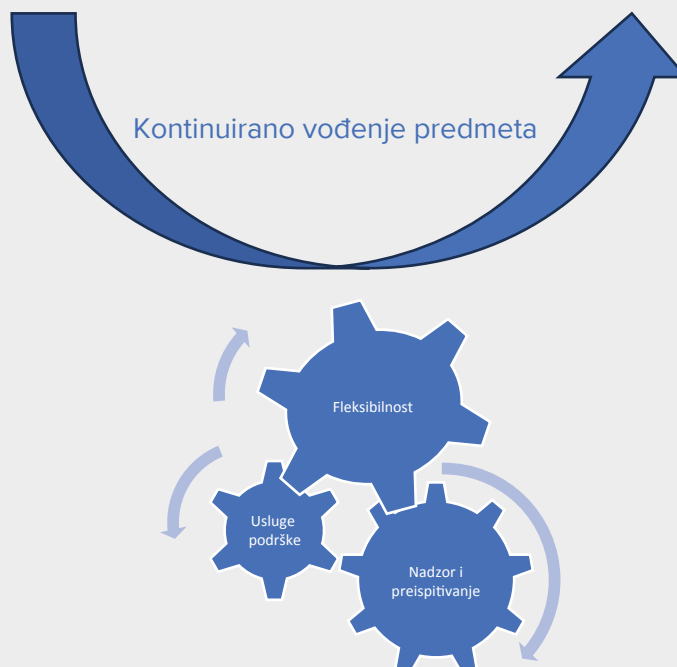 Kontinuirano vođenje predmeta
Fleksibilnost
Usluge
podrške
Nadzor i
preispitivanje